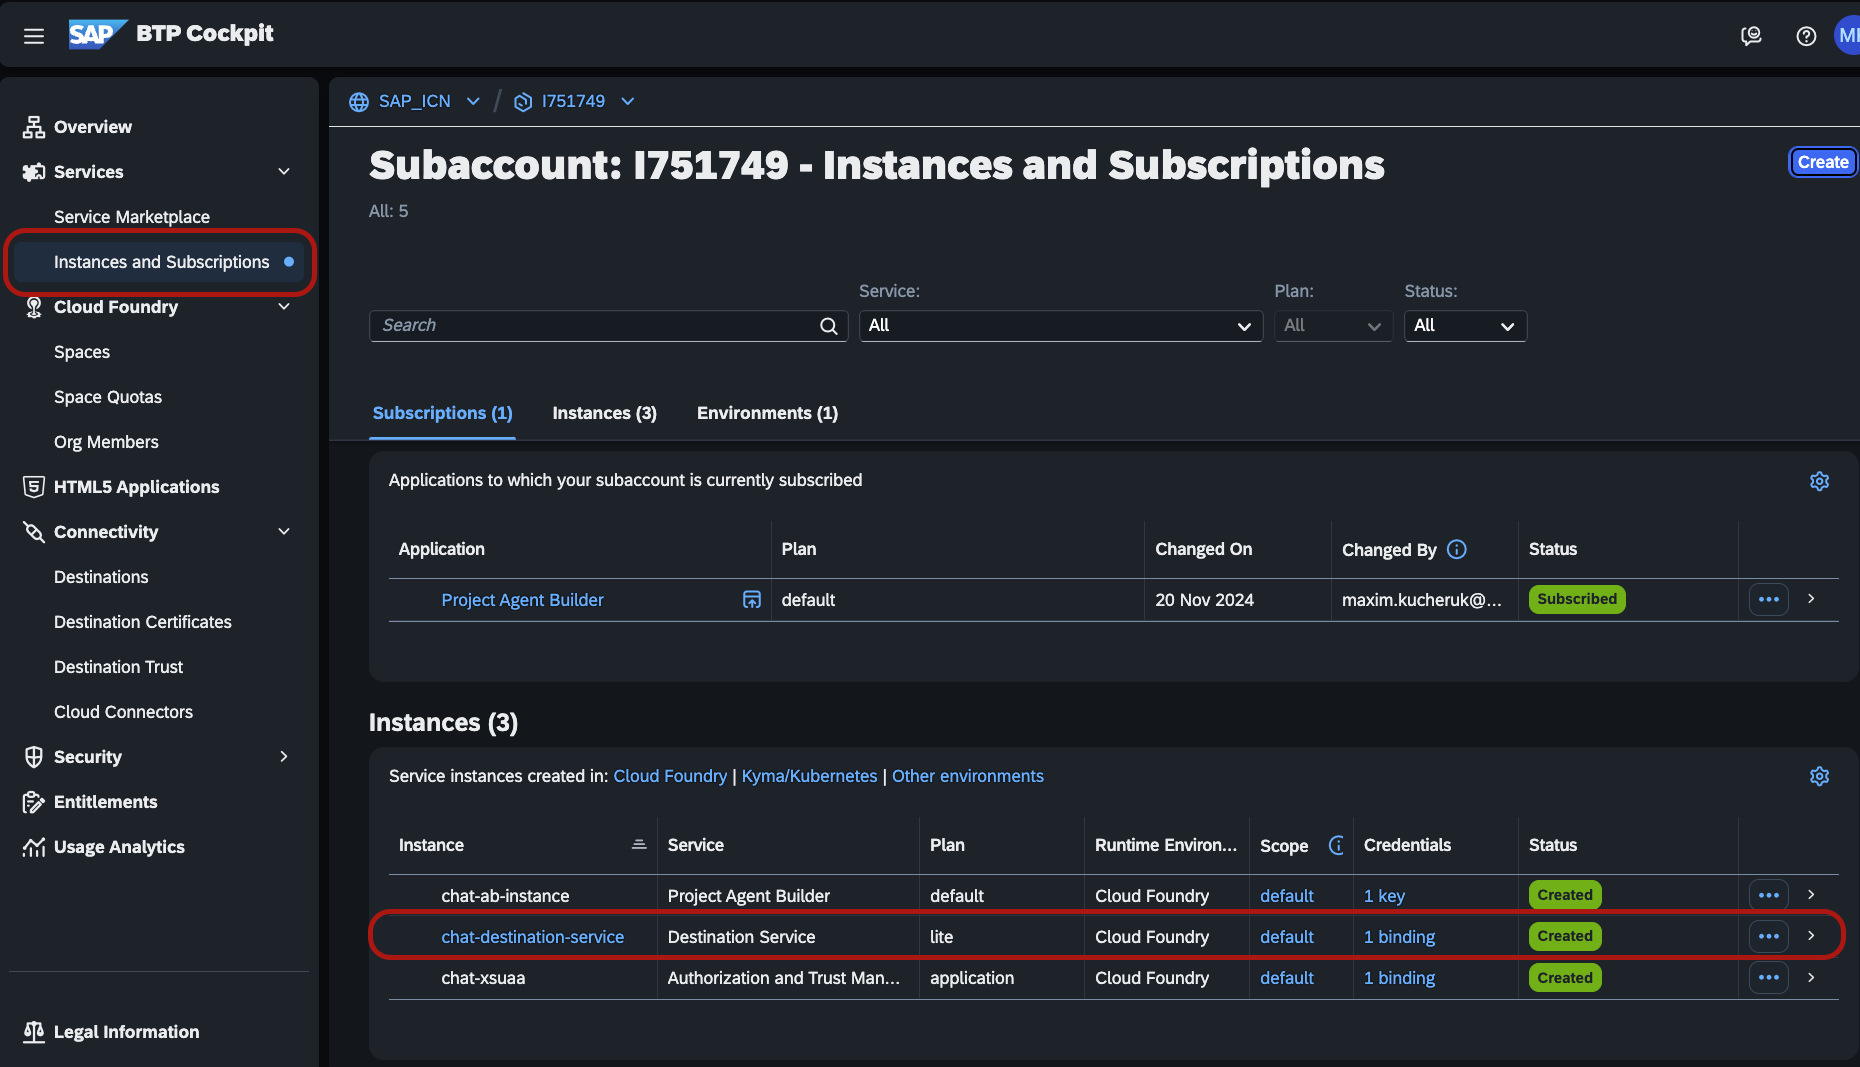 SAP BTP Cockpit
MI
Overview
Services
Service Marketplace
Instances and Subscriptions
Cloud Foundry
Spaces
Space Quotas
Org Members
HTML5 Applications
Connectivity
Destinations
Destination Certificates
Destination Trust
Cloud Connectors
Security
Entitlements
Usage Analytics
Legal Information
SAP_ICN / I751749
Subaccount: I751749 - Instances and Subscriptions
Create
All: 5
Service: Plan: Status:
Search All All All
Subscriptions (1) Instances (3) Environments (1)
Applications to which your subaccount is currently subscribed
Application Plan Changed On Changed By Status
Project Agent Builder default 20 Nov 2024 maxim.kucheruk@... Subscribed
Instances (3)
Service instances created in: Cloud Foundry | Kyma/Kubernetes | Other environments
Instance Service Plan Runtime Environ... Scope Credentials Status
chat-ab-instance Project Agent Builder default Cloud Foundry default 1 key Created
chat-destination-service Destination Service lite Cloud Foundry default 1 binding Created
chat-xsuaa Authorization and Trust Man... application Cloud Foundry default 1 binding Created